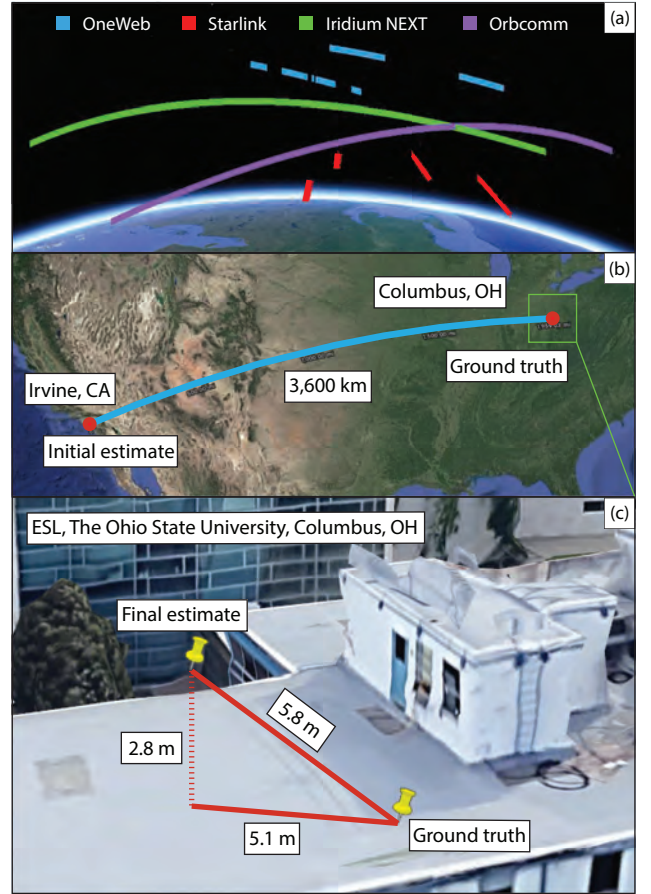 (a)
OneWeb
Starlink
Iridium NEXT
Orbcomm
(b)
Columbus, OH
Ground truth
3,600 km
Irvine, CA
Initial estimate
(c)
ESL, The Ohio State University, Columbus, OH
Final estimate
5.8 m
2.8 m
5.1 m
Ground truth